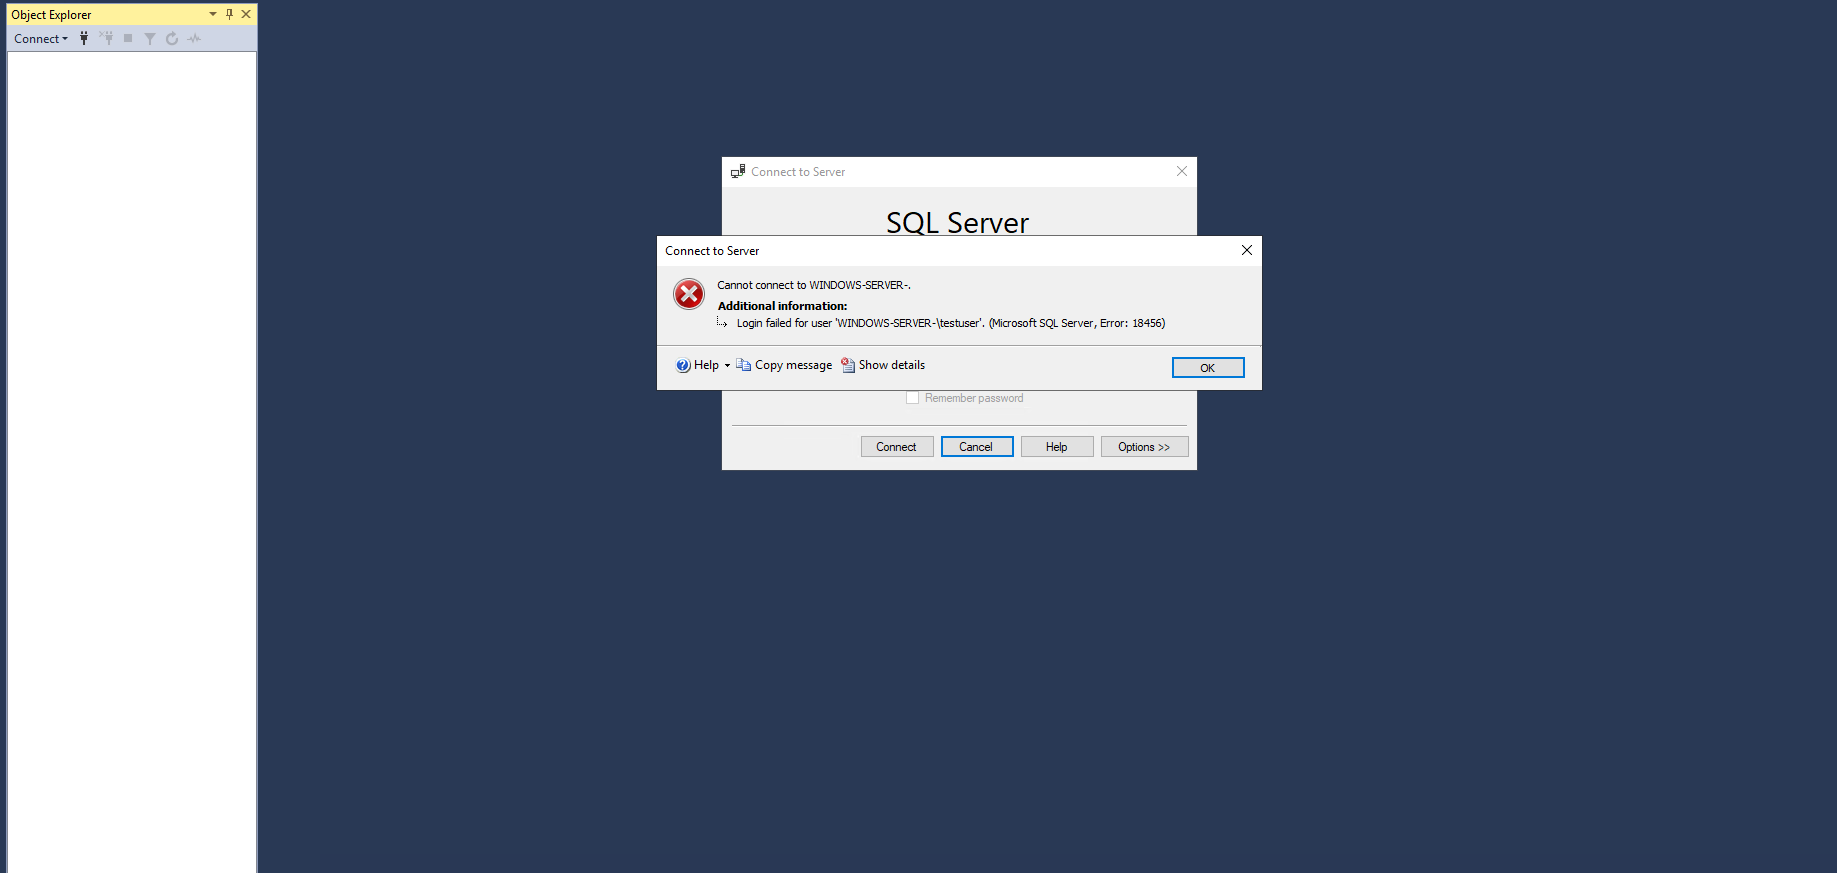 Object Explorer
Connect
Connect to Server
SQL Server
Connect to Server
Cannot connect to WINDOWS-SERVER-.
Additional information:
Login failed for user 'WINDOWS-SERVER-\testuser'. (Microsoft SQL Server, Error: 18456)
Help
Copy message
Show details
OK
Remember password
Connect
Cancel
Help
Options >>